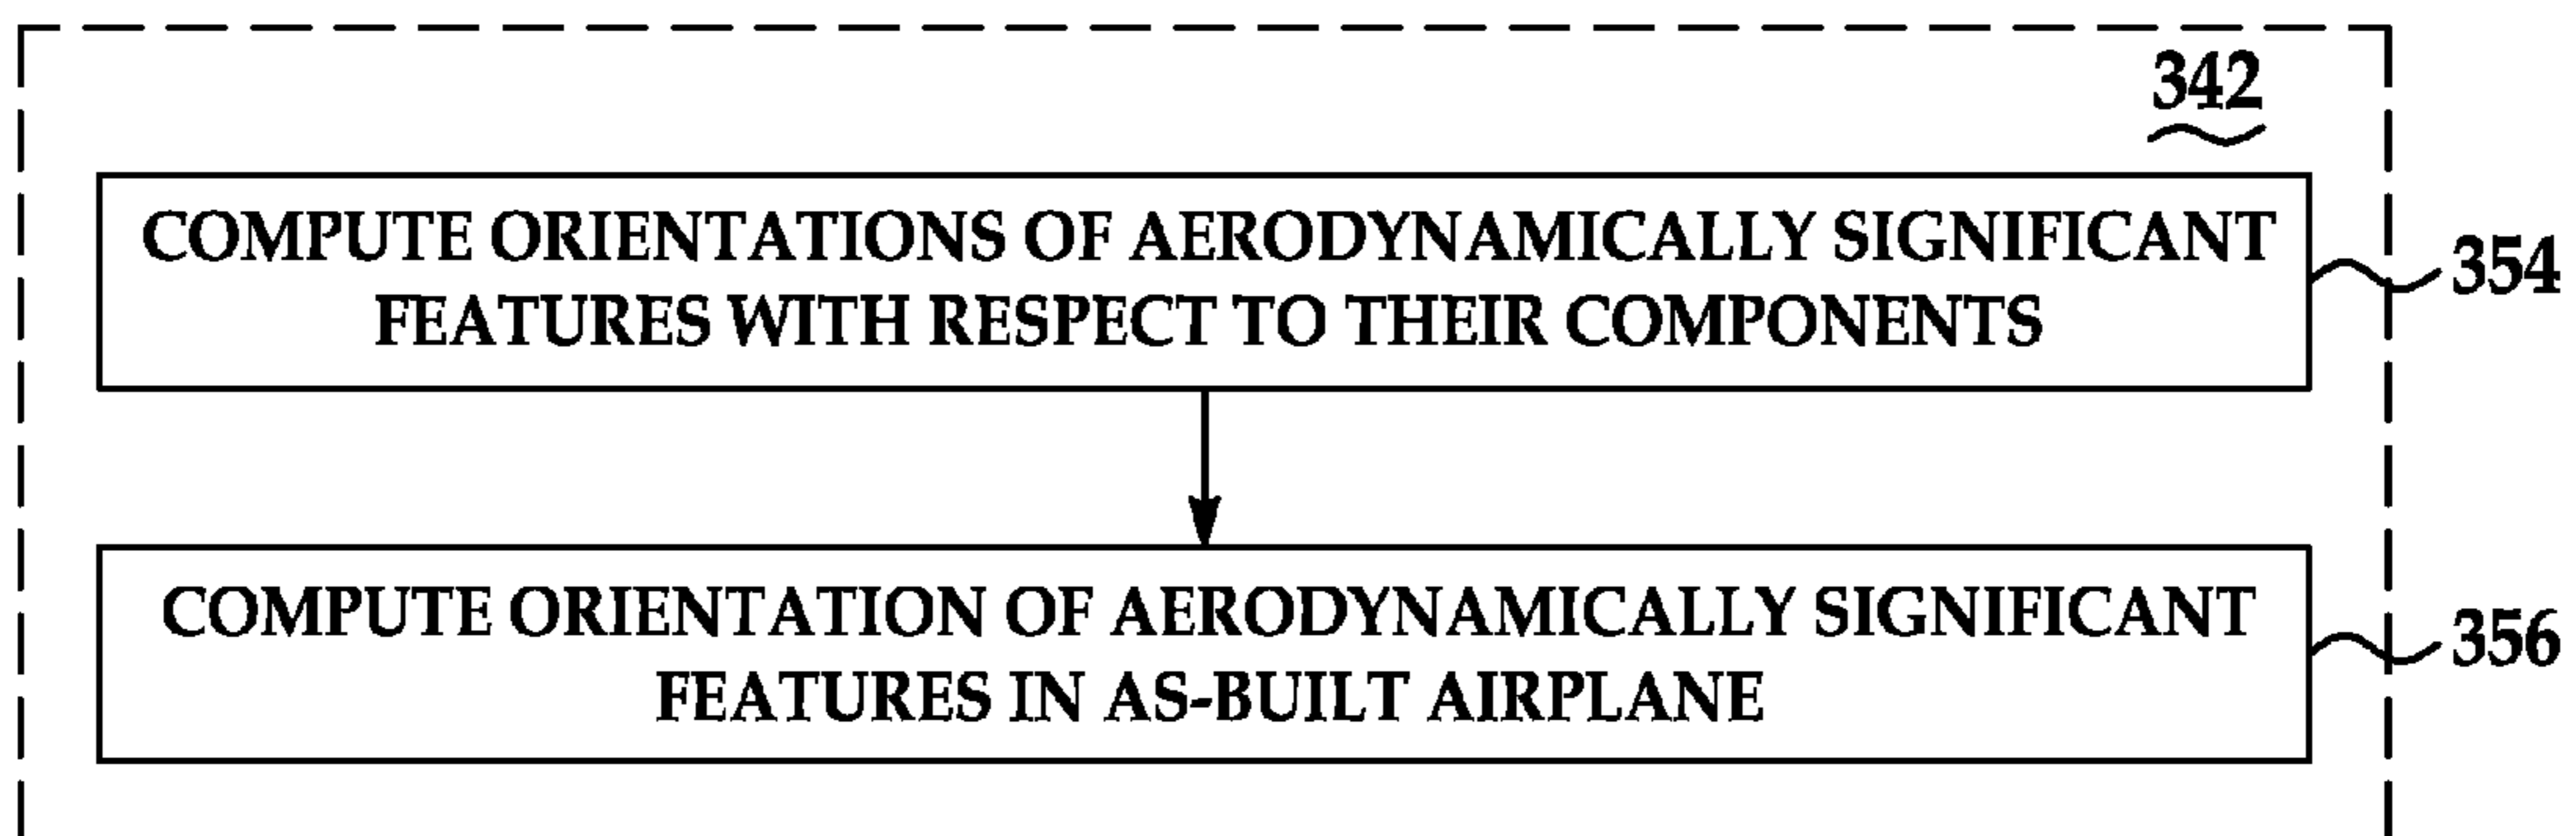 342
COMPUTE ORIENTATIONS OF AERODYNAMICALLY SIGNIFICANT
FEATURES WITH RESPECT TO THEIR COMPONENTS
354
COMPUTE ORIENTATION OF AERODYNAMICALLY SIGNIFICANT
FEATURES IN AS-BUILT AIRPLANE
356